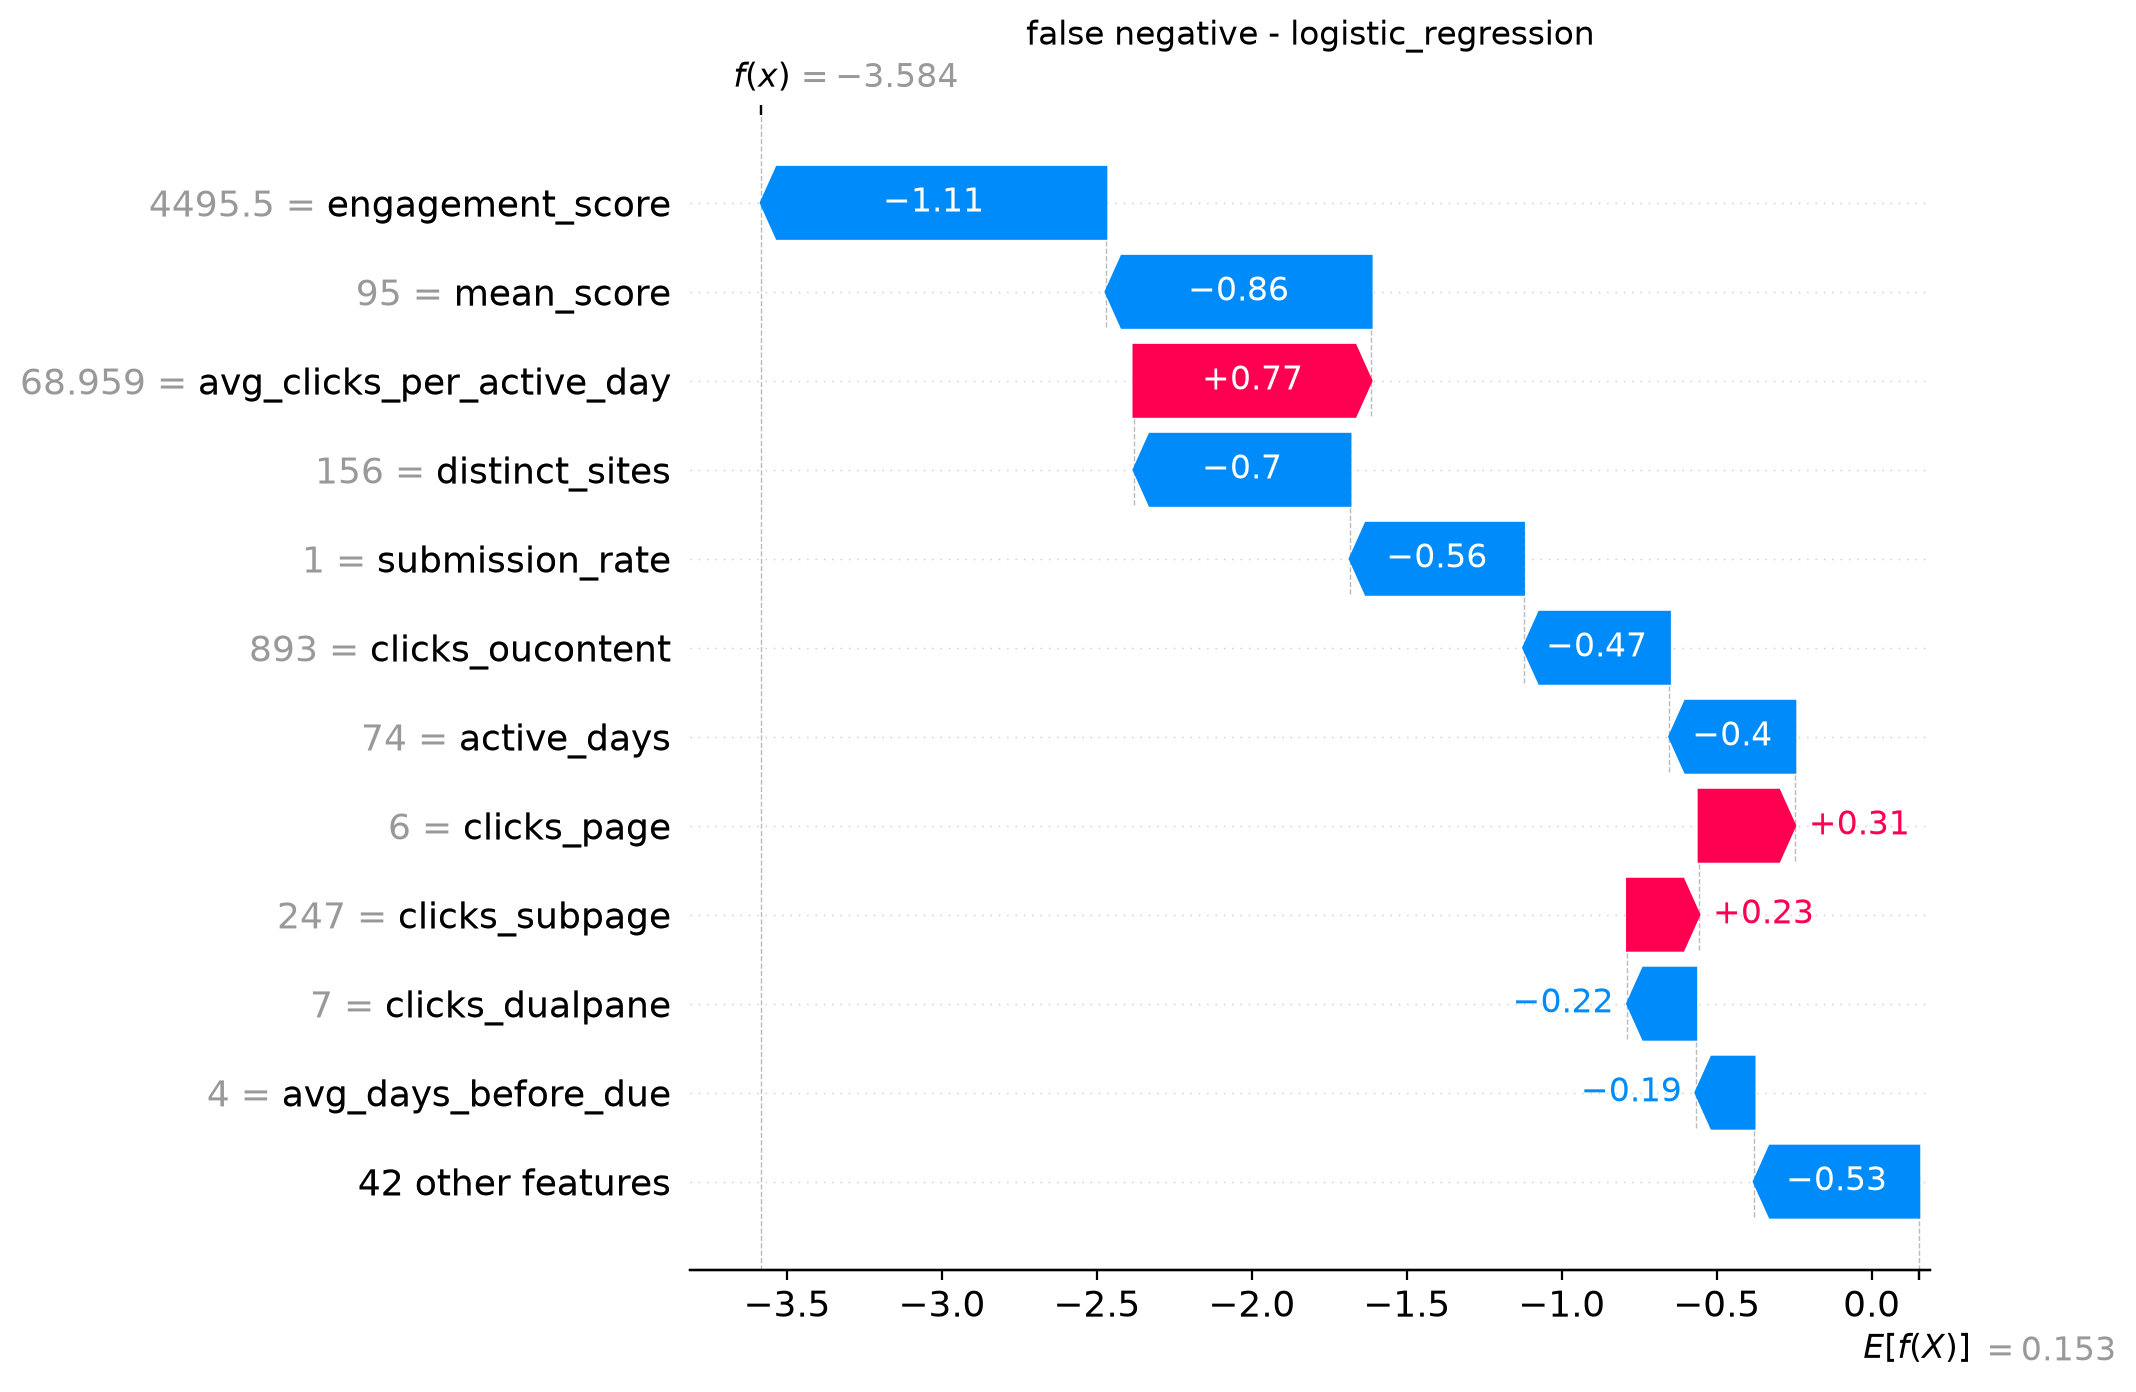 false negative - logistic_regression
f(x) = −3.584
4495.5 = engagement_score −1.11
95 = mean_score −0.86
68.959 = avg_clicks_per_active_day +0.77
156 = distinct_sites −0.7
1 = submission_rate −0.56
893 = clicks_oucontent −0.47
74 = active_days −0.4
6 = clicks_page +0.31
247 = clicks_subpage +0.23
7 = clicks_dualpane −0.22
4 = avg_days_before_due −0.19
42 other features −0.53
−3.5 −3.0 −2.5 −2.0 −1.5 −1.0 −0.5 0.0
E[f(X)] = 0.153